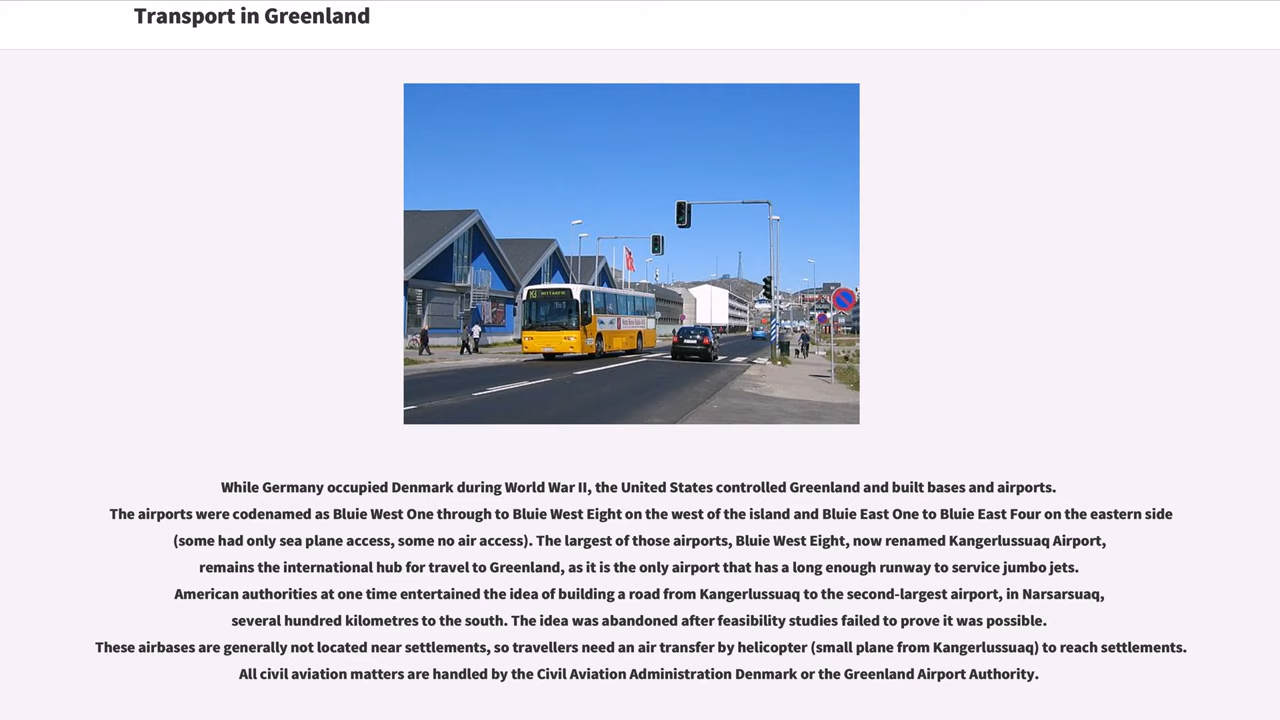 Transport in Greenland
While Germany occupied Denmark during World War II, the United States controlled Greenland and built bases and airports.
The airports were codenamed as Bluie West One through to Bluie West Eight on the west of the island and Bluie East One to Bluie East Four on the eastern side
(some had only sea plane access, some no air access). The largest of those airports, Bluie West Eight, now renamed Kangerlussuaq Airport,
remains the international hub for travel to Greenland, as it is the only airport that has a long enough runway to service jumbo jets.
American authorities at one time entertained the idea of building a road from Kangerlussuaq to the second-largest airport, in Narsarsuaq,
several hundred kilometres to the south. The idea was abandoned after feasibility studies failed to prove it was possible.
These airbases are generally not located near settlements, so travellers need an air transfer by helicopter (small plane from Kangerlussuaq) to reach settlements.
All civil aviation matters are handled by the Civil Aviation Administration Denmark or the Greenland Airport Authority.